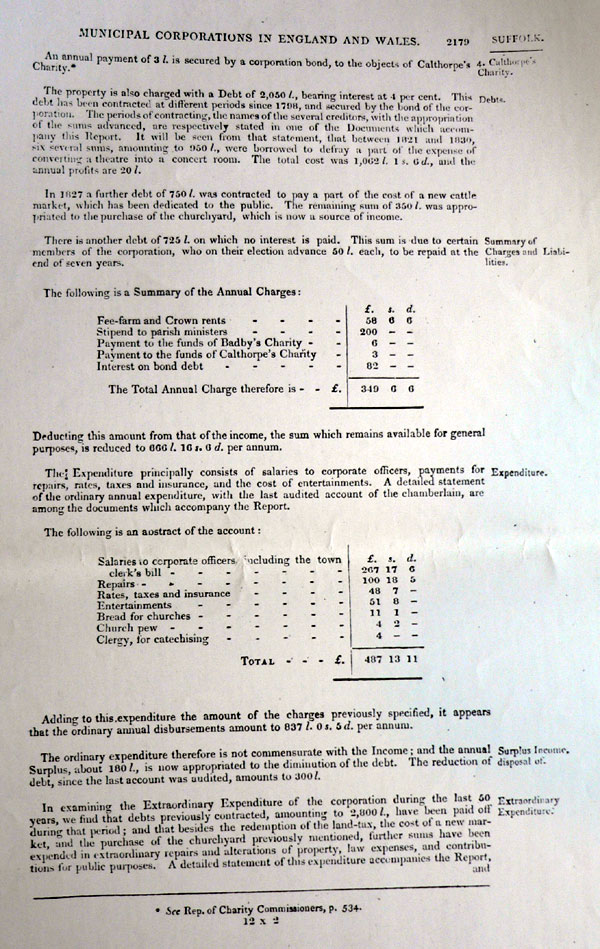 MUNICIPAL CORPORATIONS IN ENGLAND AND WALES. 2179 SUFFOLK.
An annual payment of 3 l. is secured by a corporation bond, to the objects of Calthorpe's 4. Calthorpe's
Charity.* Charity.
The property is also charged with a Debt of 2,050 l., bearing interest at 4 per cent. This Debts.
debt has been contracted at different periods since 1798, and secured by the bond of the cor-
poration. The periods of contracting, the names of the several creditors, with the appropriation
of the sums advanced, are respectively stated in one of the Documents which accom-
pany this Report. It will be seen from that statement, that between 1821 and 1830,
six several sums, amounting to 950 l., were borrowed to defray a part of the expense of
converting a theatre into a concert room. The total cost was 1,062 l. 1 s. 6 d., and the
annual profits are 20 l.
In 1827 a further debt of 750 l. was contracted to pay a part of the cost of a new cattle
market, which has been dedicated to the public. The remaining sum of 350 l. was appro-
priated to the purchase of the churchyard, which is now a source of income.
There is another debt of 725 l. on which no interest is paid. This sum is due to certain Summary of
members of the corporation, who on their election advance 50 l. each, to be repaid at the Charges and Liabi-
end of seven years. lities.
The following is a Summary of the Annual Charges:
£. s. d.
Fee-farm and Crown rents - - - - 58 6 6
Stipend to parish ministers - - - - 200 - -
Payment to the funds of Badby's Charity - - 6 - -
Payment to the funds of Calthorpe's Charity - 3 - -
Interest on bond debt - - - - - 82 - -
The Total Annual Charge therefore is - - £. 349 6 6
Deducting this amount from that of the income, the sum which remains available for general
purposes, is reduced to 666 l. 16 s. 6 d. per annum.
The Expenditure principally consists of salaries to corporate officers, payments for Expenditure.
repairs, rates, taxes and insurance, and the cost of entertainments. A detailed statement
of the ordinary annual expenditure, with the last audited account of the chamberlain, are
among the documents which accompany the Report.
The following is an abstract of the account:
Salaries to corporate officers, including the town £. s. d.
clerk's bill - - - - - - - 267 17 6
Repairs - - - - - - - - 100 18 5
Rates, taxes and insurance - - - - - 48 7 -
Entertainments - - - - - - 51 8 -
Bread for churches - - - - - - 11 1 -
Church pew - - - - - - - 4 2 -
Clergy, for catechising - - - - - 4 - -
TOTAL - - - £. 487 13 11
Adding to this expenditure the amount of the charges previously specified, it appears
that the ordinary annual disbursements amount to 837 l. 0 s. 5 d. per annum.
The ordinary expenditure therefore is not commensurate with the Income; and the annual Surplus Income,
Surplus, about 180 l., is now appropriated to the diminution of the debt. The reduction of disposal of.
debt, since the last account was audited, amounts to 300 l.
In examining the Extraordinary Expenditure of the corporation during the last 50 Extraordinary
years, we find that debts previously contracted, amounting to 2,800 l., have been paid off Expenditure.
during that period; and that besides the redemption of the land-tax, the cost of a new mar-
ket, and the purchase of the churchyard previously mentioned, further sums have been
expended in extraordinary repairs and alterations of property, law expenses, and contribu-
tions for public purposes. A detailed statement of this expenditure accompanies the Report,
and
* See Rep. of Charity Commissioners, p. 534.
12 x 2